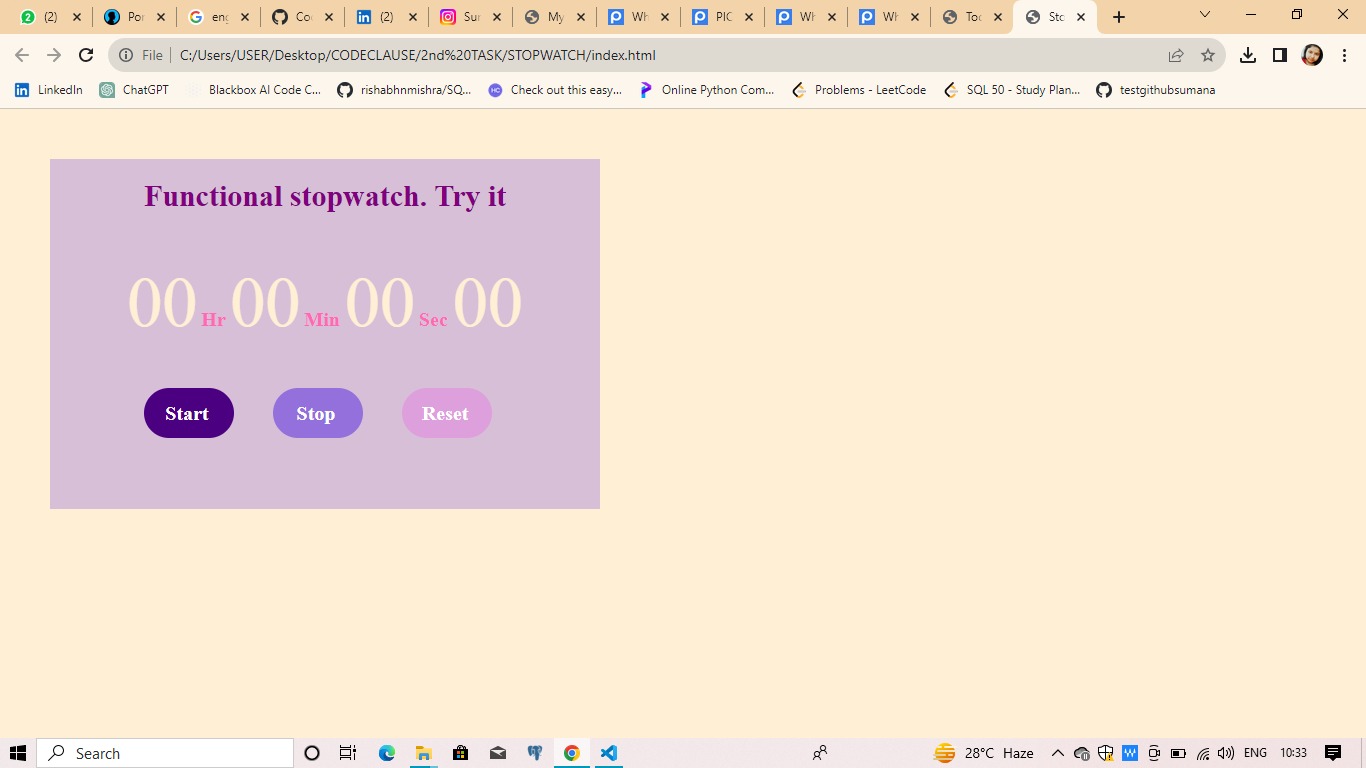 (2) Por eng Co (2) Sur My Wh PIC Wh Wh Too Sto
File C:/Users/USER/Desktop/CODECLAUSE/2nd%20TASK/STOPWATCH/index.html
LinkedIn ChatGPT Blackbox AI Code C... rishabhnmishra/SQ... Check out this easy... Online Python Com... Problems - LeetCode SQL 50 - Study Plan... testgithubsumana
Functional stopwatch. Try it
00 Hr 00 Min 00 Sec 00
Start Stop Reset
Search 28°C Haze ENG 10:33